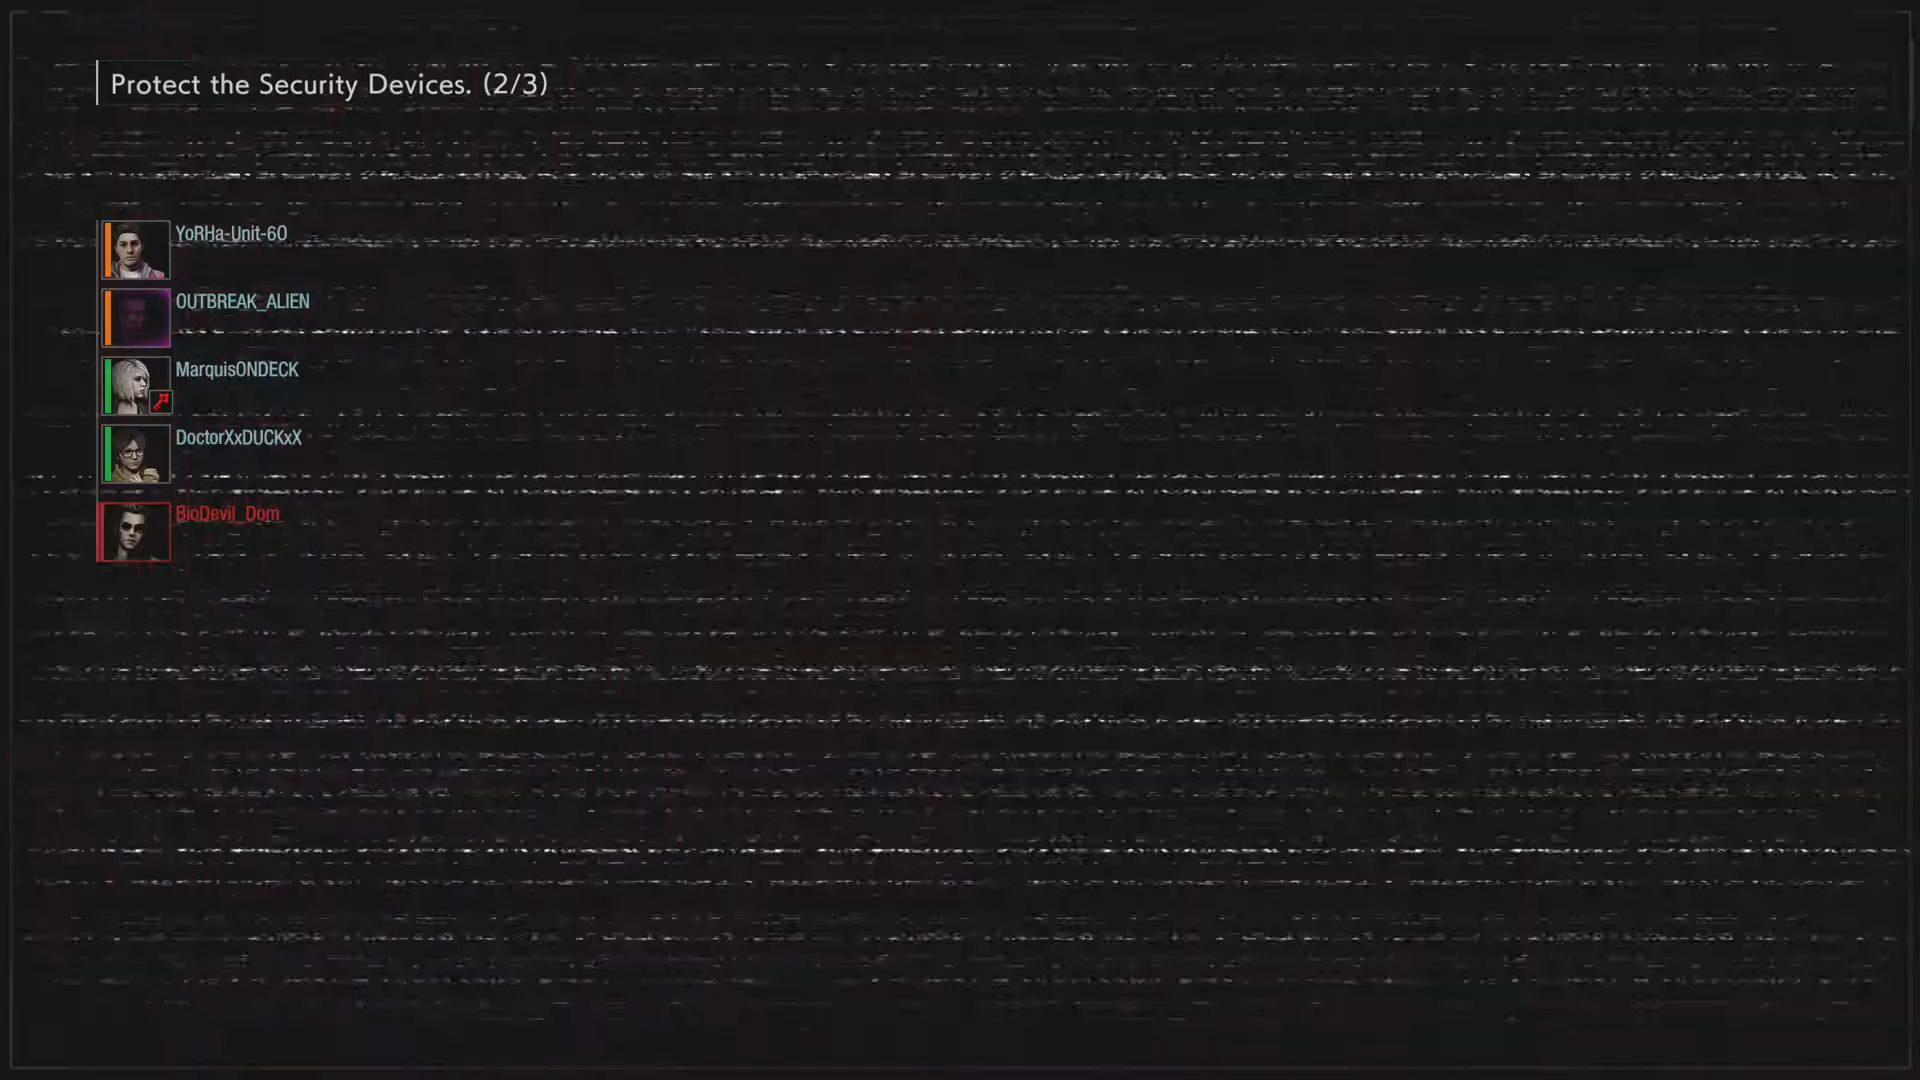 Protect the Security Devices. (2/3)
YoRHa-Unit-60
OUTBREAK_ALIEN
MarquisONDECK
DoctorXxDUCKxX
BioDevil_Dom